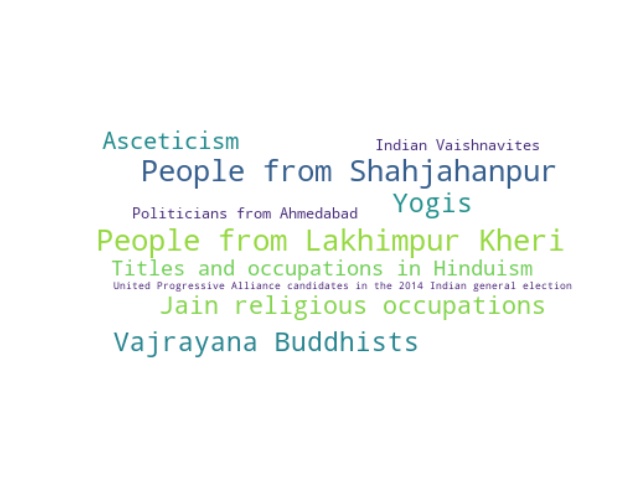 Asceticism
Indian Vaishnavites
People from Shahjahanpur
Yogis
Politicians from Ahmedabad
People from Lakhimpur Kheri
Titles and occupations in Hinduism
United Progressive Alliance candidates in the 2014 Indian general election
Jain religious occupations
Vajrayana Buddhists